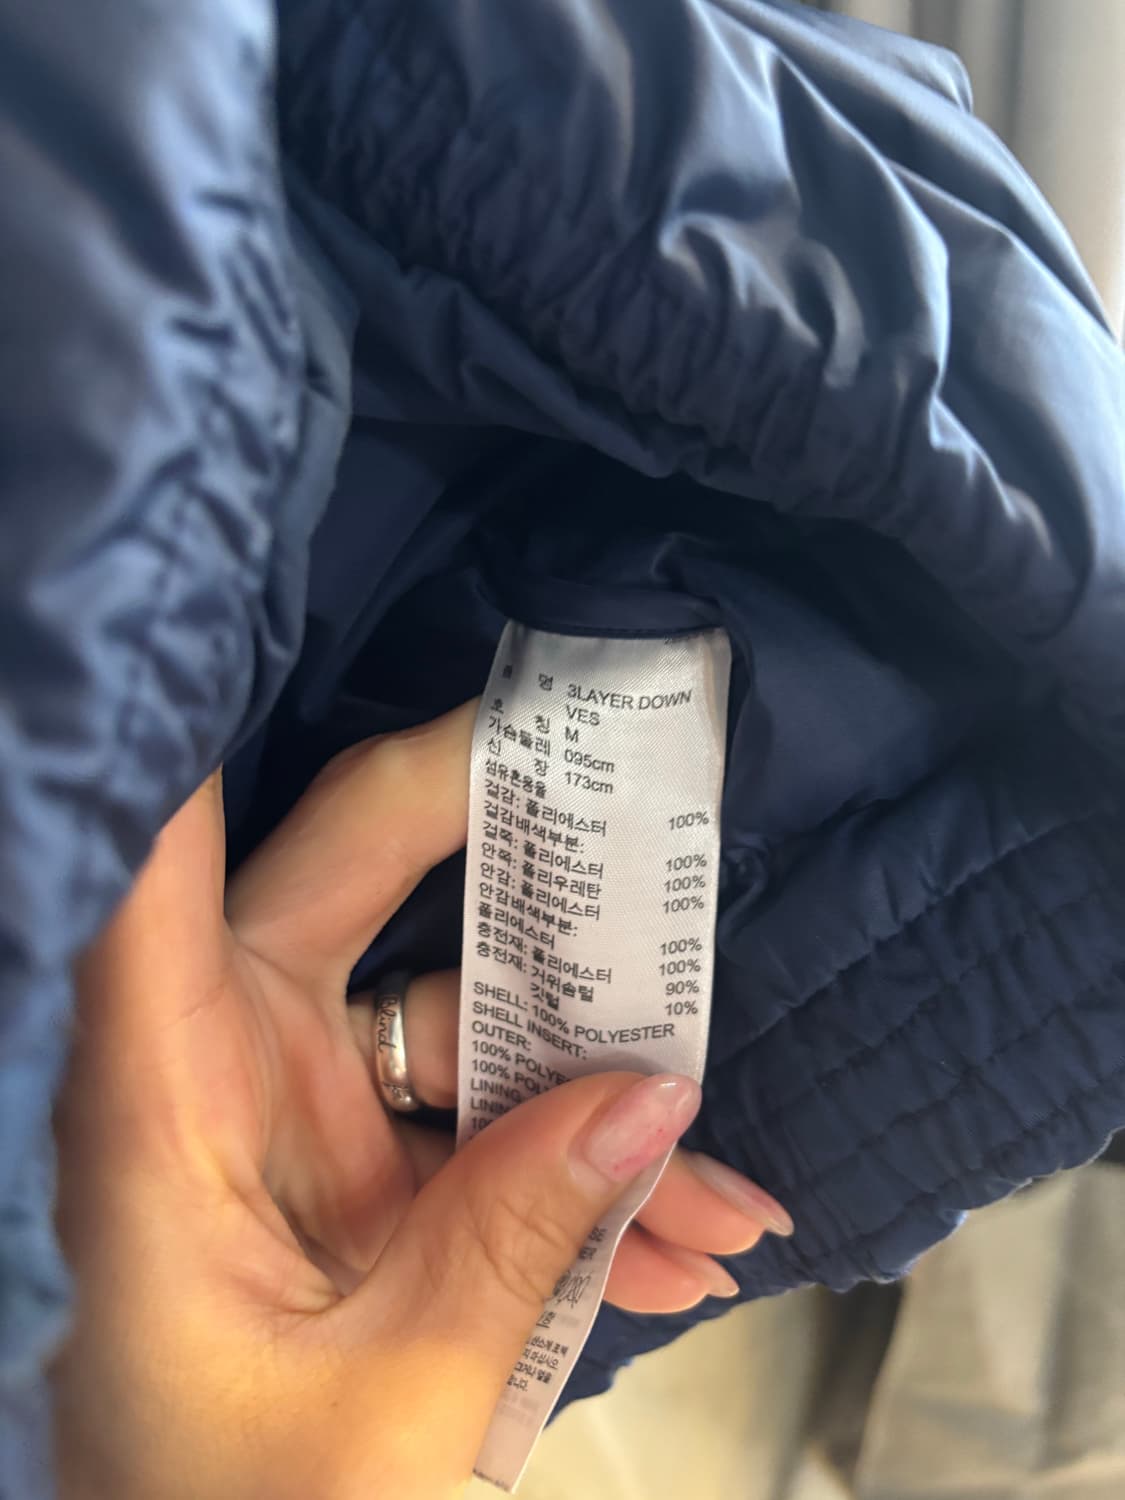 품 명 3LAYER DOWN
VES
호 칭 M
가슴둘레 095cm
신 장 173cm
섬유혼용율
겉감: 폴리에스터 100%
겉감배색부분:
겉쪽: 폴리에스터 100%
안쪽: 폴리우레탄 100%
안감: 폴리에스터 100%
안감배색부분:
폴리에스터 100%
충전재: 폴리에스터 100%
충전재: 거위솜털 90%
깃털 10%
SHELL: 100% POLYESTER
SHELL INSERT:
OUTER:
100%
100%
LINING
Blind